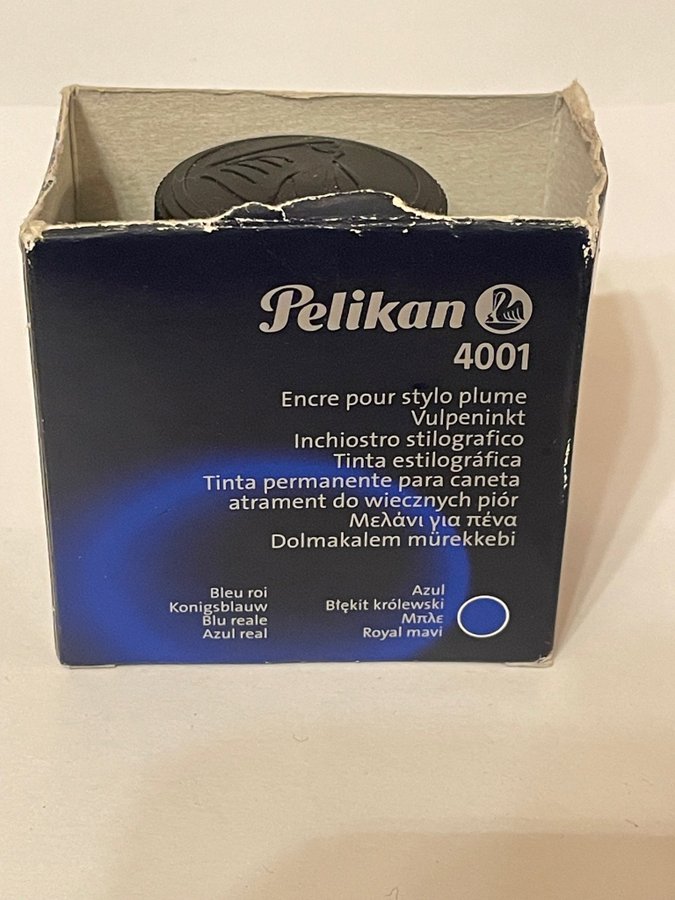 Pelikan
4001
Encre pour stylo plume
Vulpeninkt
Inchiostro stilografico
Tinta estilográfica
Tinta permanente para caneta
atrament do wiecznych piór
Μελάνι για πένα
Dolmakalem mürekkebi
Bleu roi
Konigsblauw
Blu reale
Azul real
Azul
Błękit królewski
Μπλε
Royal mavi